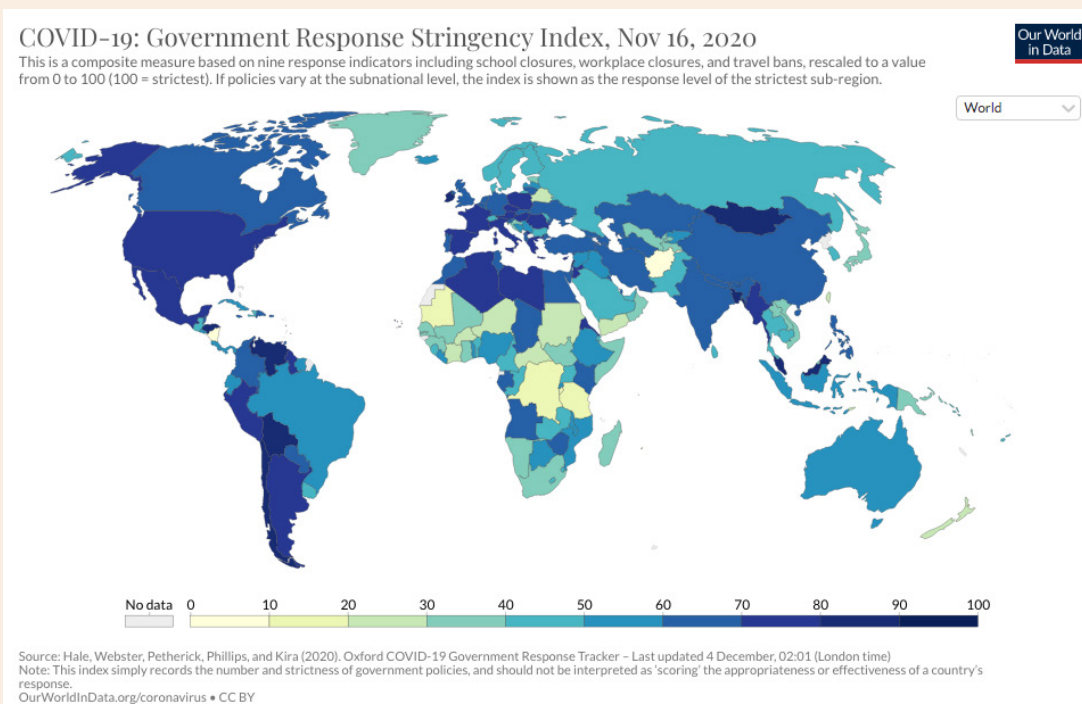 COVID-19: Government Response Stringency Index, Nov 16, 2020
This is a composite measure based on nine response indicators including school closures, workplace closures, and travel bans, rescaled to a value
from 0 to 100 (100 = strictest). If policies vary at the subnational level, the index is shown as the response level of the strictest sub-region.
Our World
in Data
World
No data 0 10 20 30 40 50 60 70 80 90 100
Source: Hale, Webster, Petherick, Phillips, and Kira (2020). Oxford COVID-19 Government Response Tracker – Last updated 4 December, 02:01 (London time)
Note: This index simply records the number and strictness of government policies, and should not be interpreted as 'scoring' the appropriateness or effectiveness of a country's
response.
OurWorldInData.org/coronavirus • CC BY